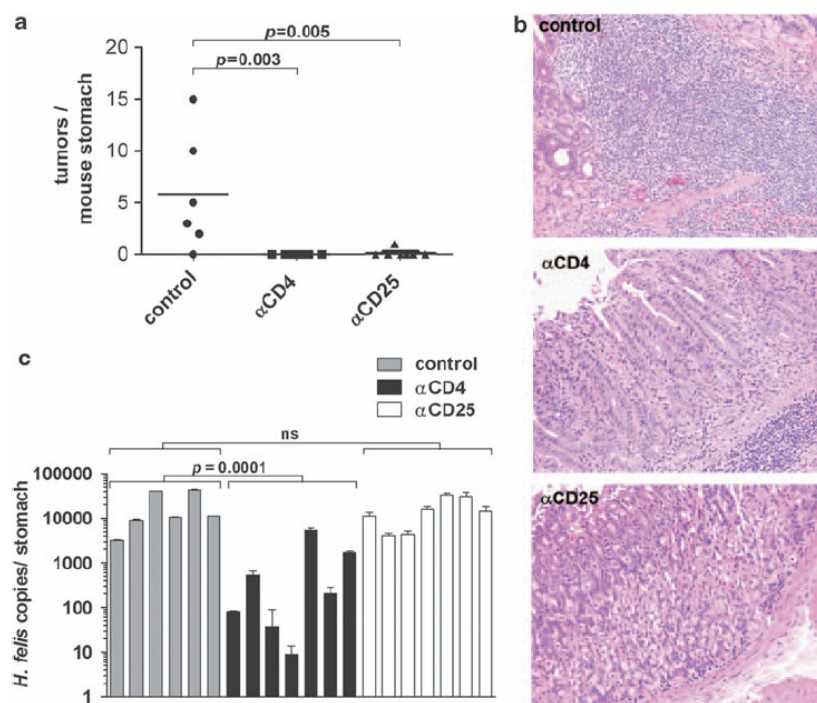 a
20
15
10
5
0
tumors /
mouse stomach
p=0.005
p=0.003
control
αCD4
αCD25
b
control
αCD4
αCD25
c
control
αCD4
αCD25
ns
p = 0.0001
100000
10000
1000
100
10
1
H. felis copies/ stomach